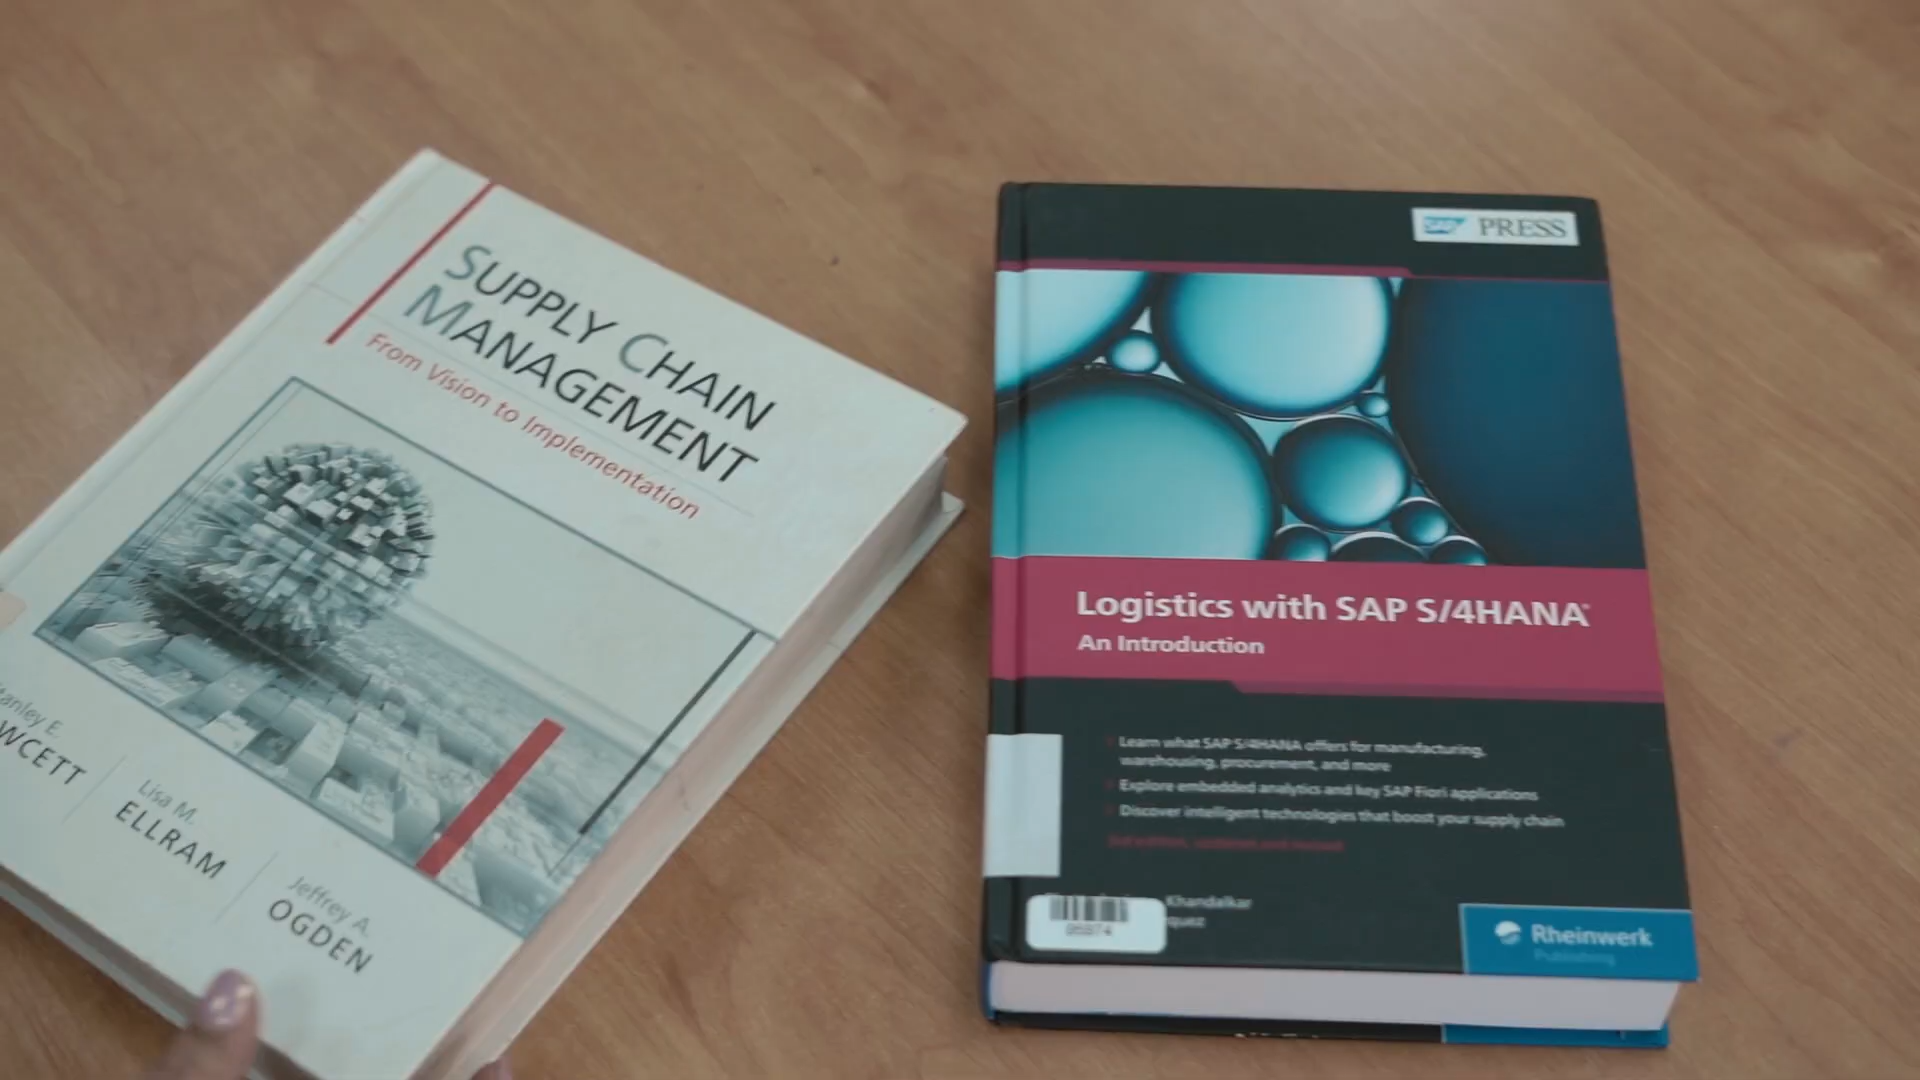 SUPPLY CHAIN
MANAGEMENT
From Vision to Implementation
Lisa M.
ELLRAM
Jeffrey A.
OGDEN
SAP PRESS
Logistics with SAP S/4HANA®
An Introduction
Learn what SAP S/4HANA offers for manufacturing,
warehousing, procurement, and more
Explore embedded analytics and key SAP Fiori applications
Discover intelligent technologies that boost your supply chain
Khandalkar
Rheinwerk
Publishing